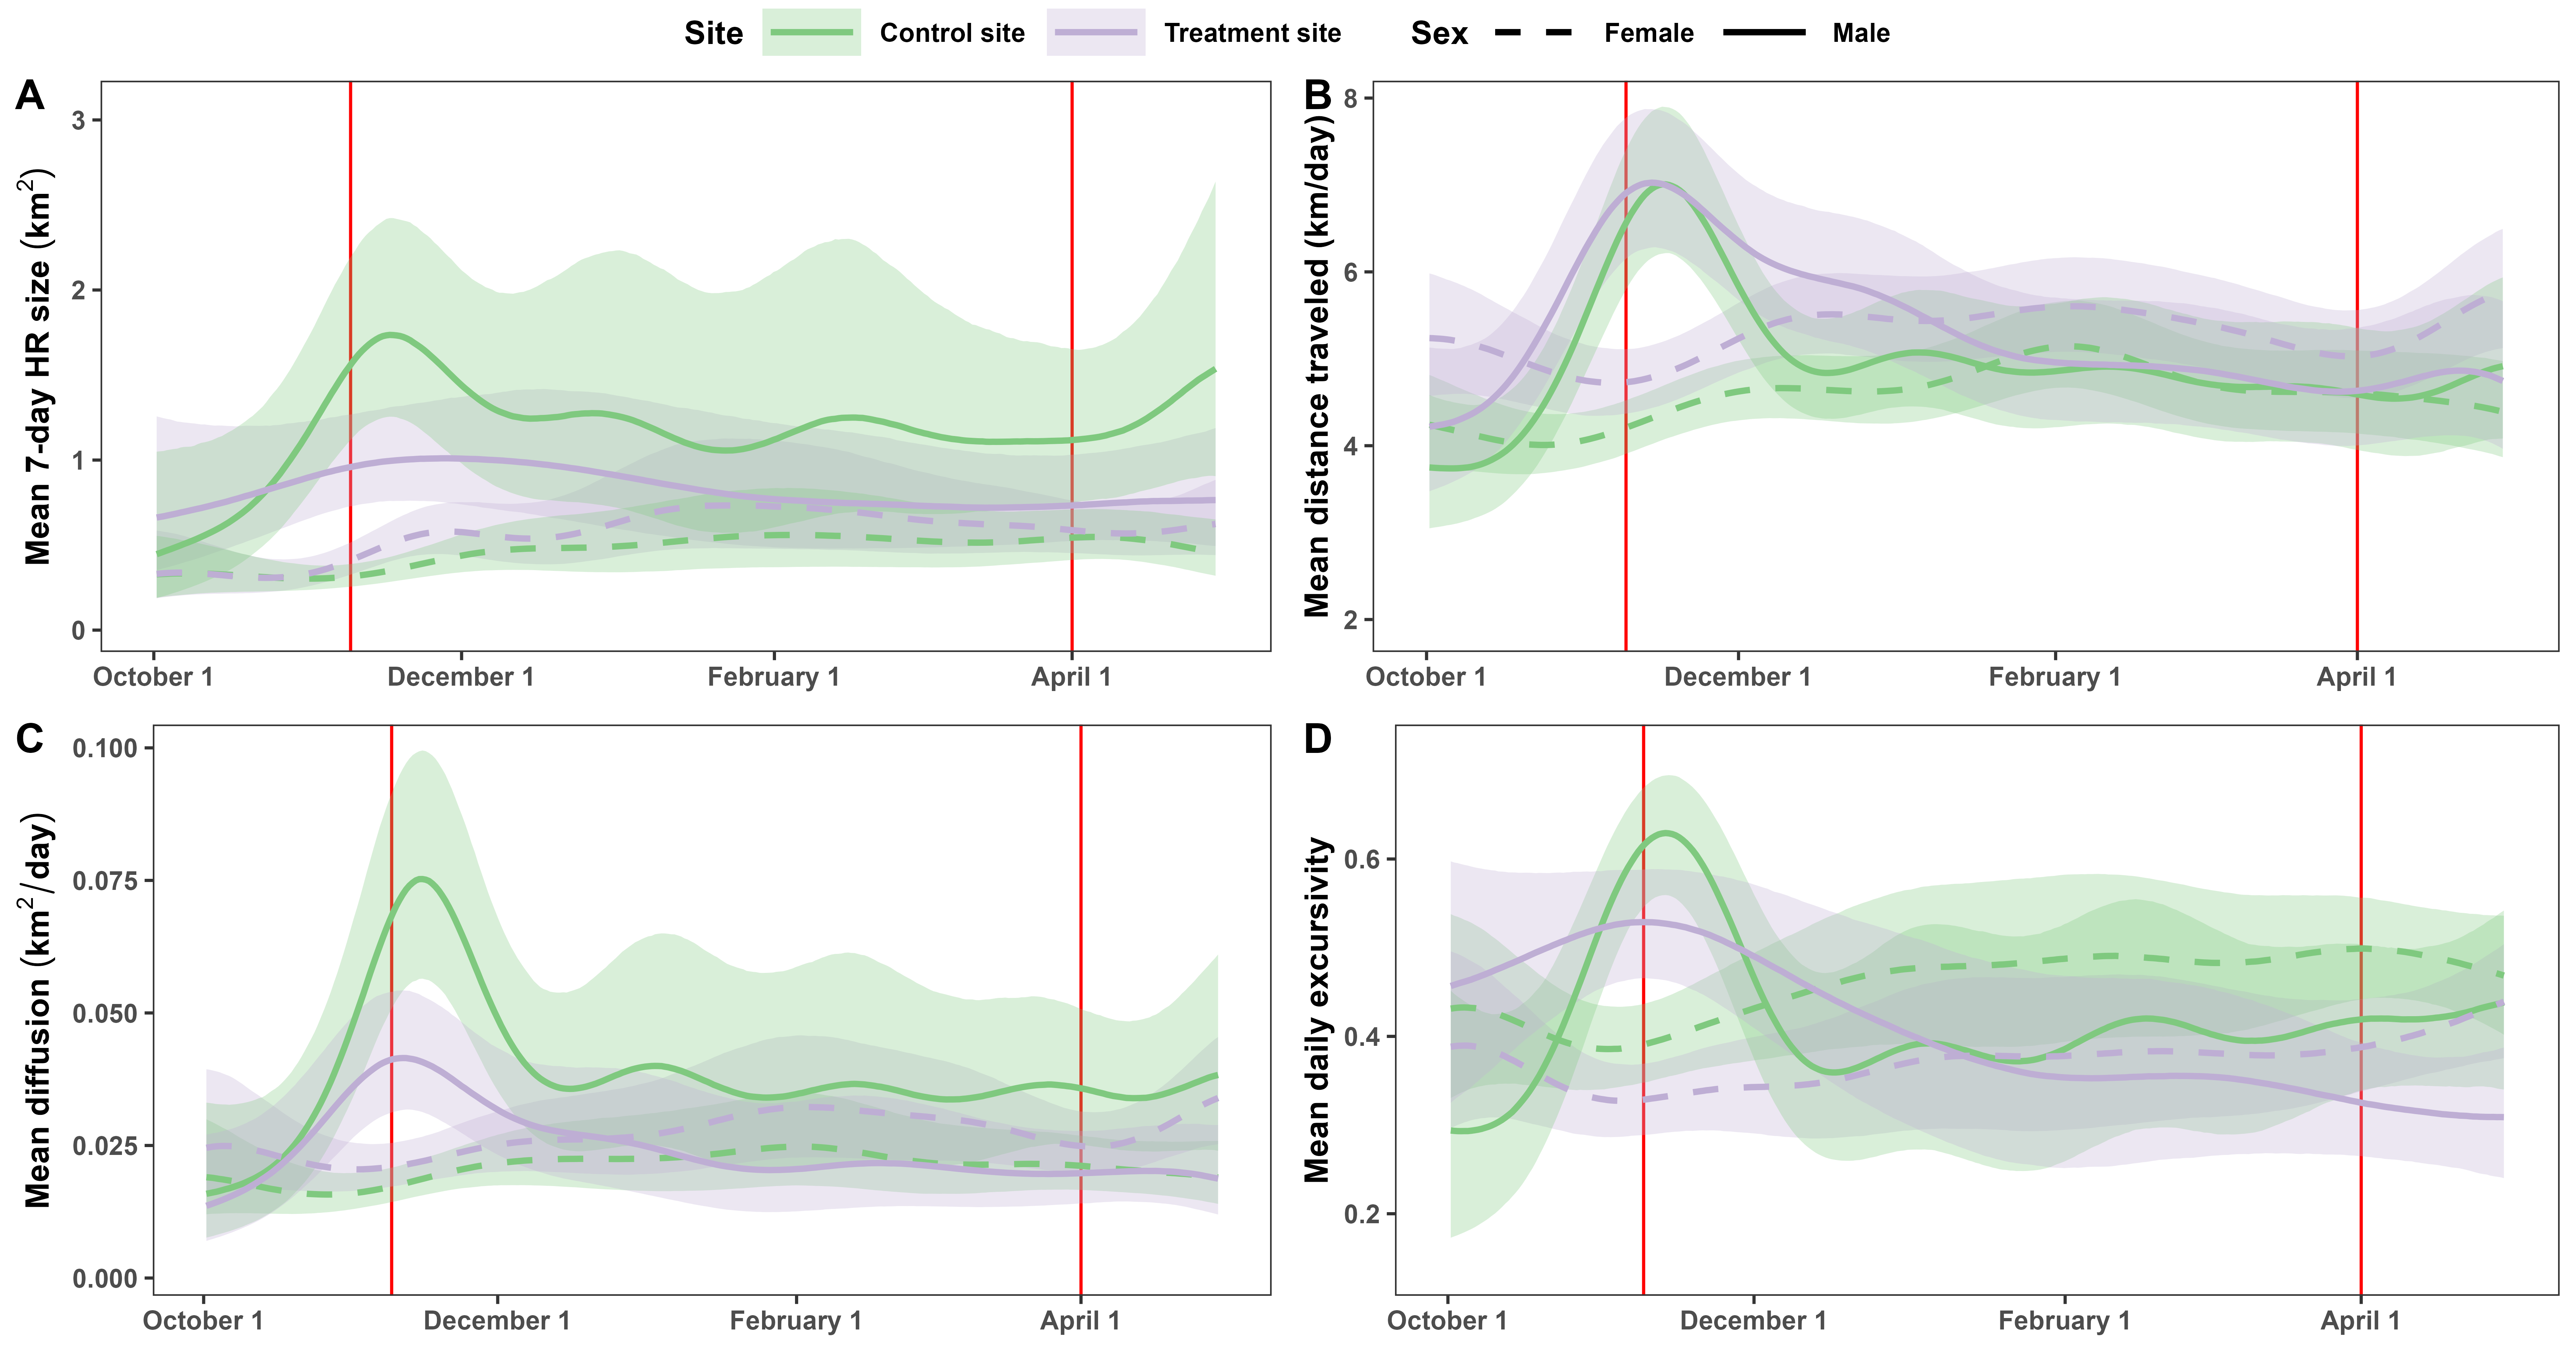 Site Control site Treatment site Sex Female Male
A
Mean 7-day HR size (km²)
3
2
1
0
October 1 December 1 February 1 April 1
B
Mean distance traveled (km/day)
8
6
4
2
October 1 December 1 February 1 April 1
C
Mean diffusion (km²/day)
0.100
0.075
0.050
0.025
0.000
October 1 December 1 February 1 April 1
D
Mean daily excursivity
0.6
0.4
0.2
October 1 December 1 February 1 April 1